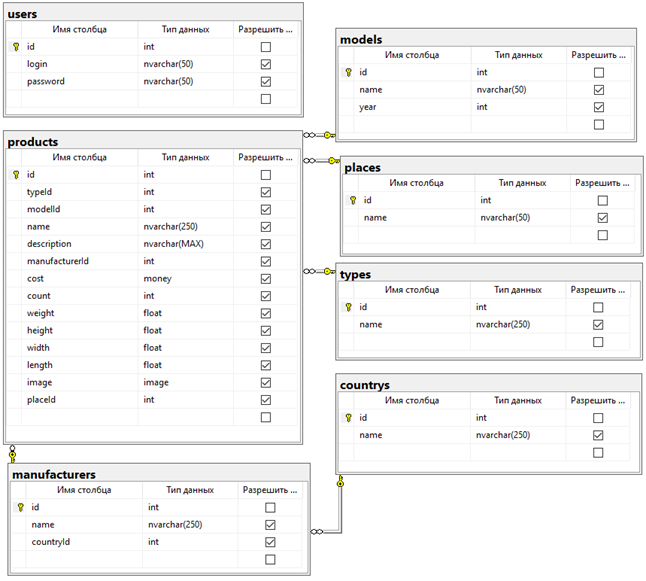 users
Имя столбца Тип данных Разрешить ...
id int
login nvarchar(50)
password nvarchar(50)
products
Имя столбца Тип данных Разрешить ...
id int
typeId int
modelId int
name nvarchar(250)
description nvarchar(MAX)
manufacturerId int
cost money
count int
weight float
height float
width float
length float
image image
placeId int
manufacturers
Имя столбца Тип данных Разрешить ...
id int
name nvarchar(250)
countryId int
models
Имя столбца Тип данных Разрешить ...
id int
name nvarchar(50)
year int
places
Имя столбца Тип данных Разрешить ...
id int
name nvarchar(50)
types
Имя столбца Тип данных Разрешить ...
id int
name nvarchar(250)
countrys
Имя столбца Тип данных Разрешить ...
id int
name nvarchar(250)